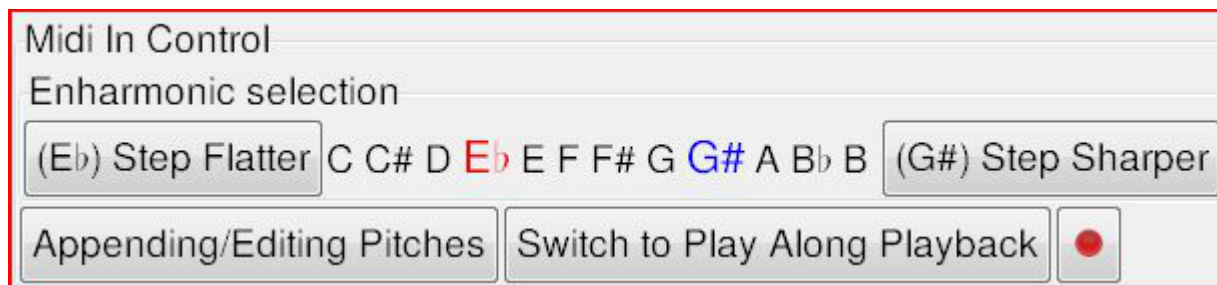 Midi In Control
Enharmonic selection
(E♭) Step Flatter C C# D E♭ E F F# G G# A B♭ B (G#) Step Sharper
Appending/Editing Pitches Switch to Play Along Playback